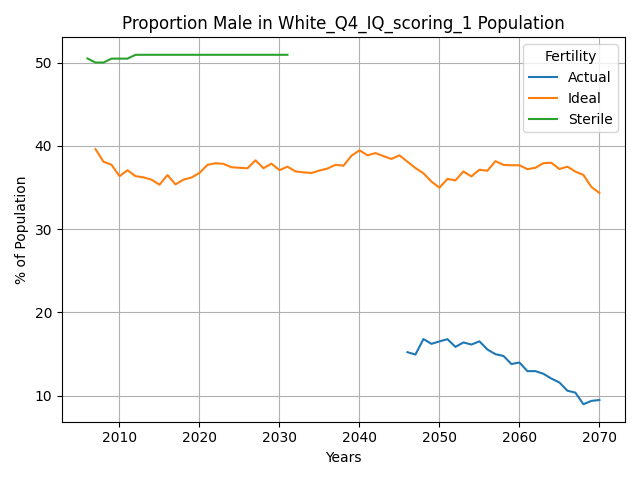 Proportion Male in White_Q4_IQ_scoring_1 Population
% of Population
50
40
30
20
10
Fertility
Actual
Ideal
Sterile
2010 2020 2030 2040 2050 2060 2070
Years